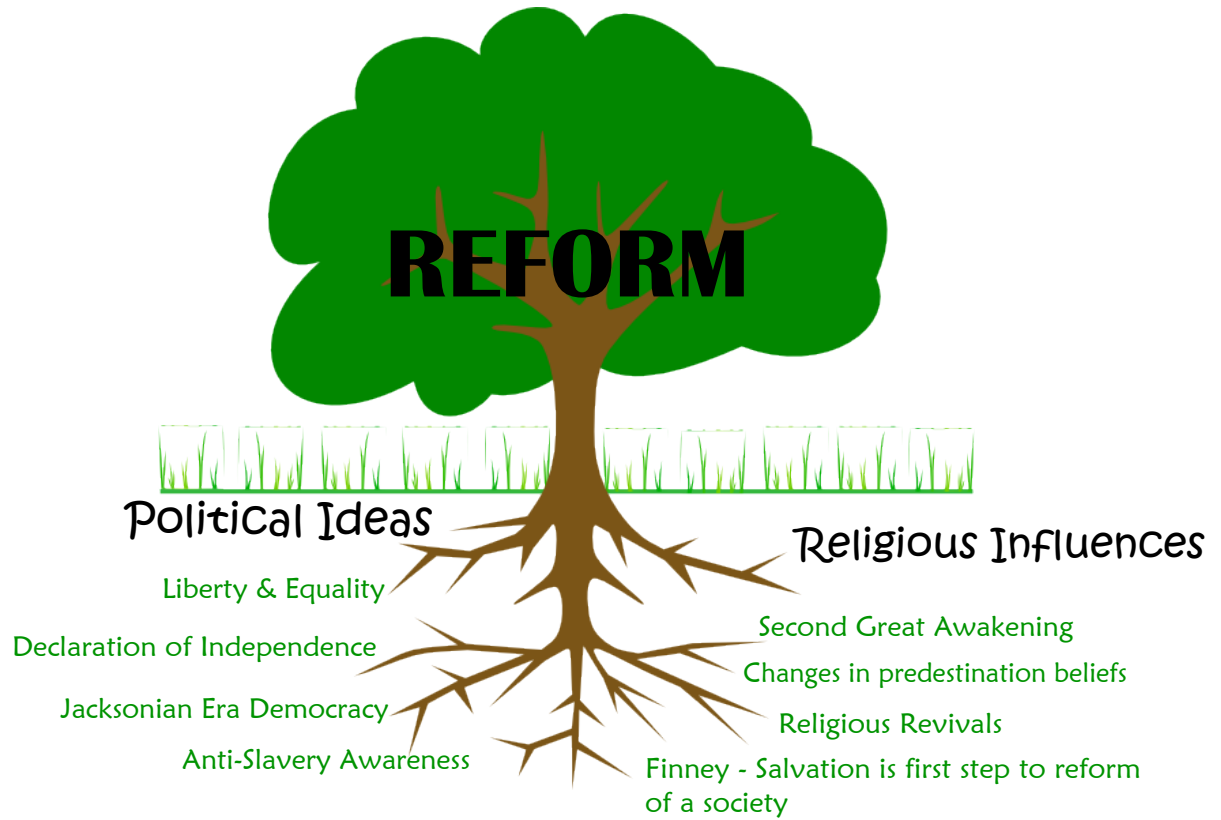 REFORM
Political Ideas
Liberty & Equality
Declaration of Independence
Jacksonian Era Democracy
Anti-Slavery Awareness
Religious Influences
Second Great Awakening
Changes in predestination beliefs
Religious Revivals
Finney - Salvation is first step to reform
of a society